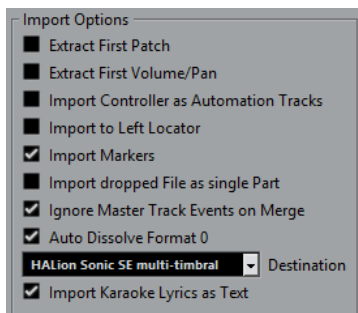 Import Options
Extract First Patch
Extract First Volume/Pan
Import Controller as Automation Tracks
Import to Left Locator
Import Markers
Import dropped File as single Part
Ignore Master Track Events on Merge
Auto Dissolve Format 0
HALion Sonic SE multi-timbral Destination
Import Karaoke Lyrics as Text